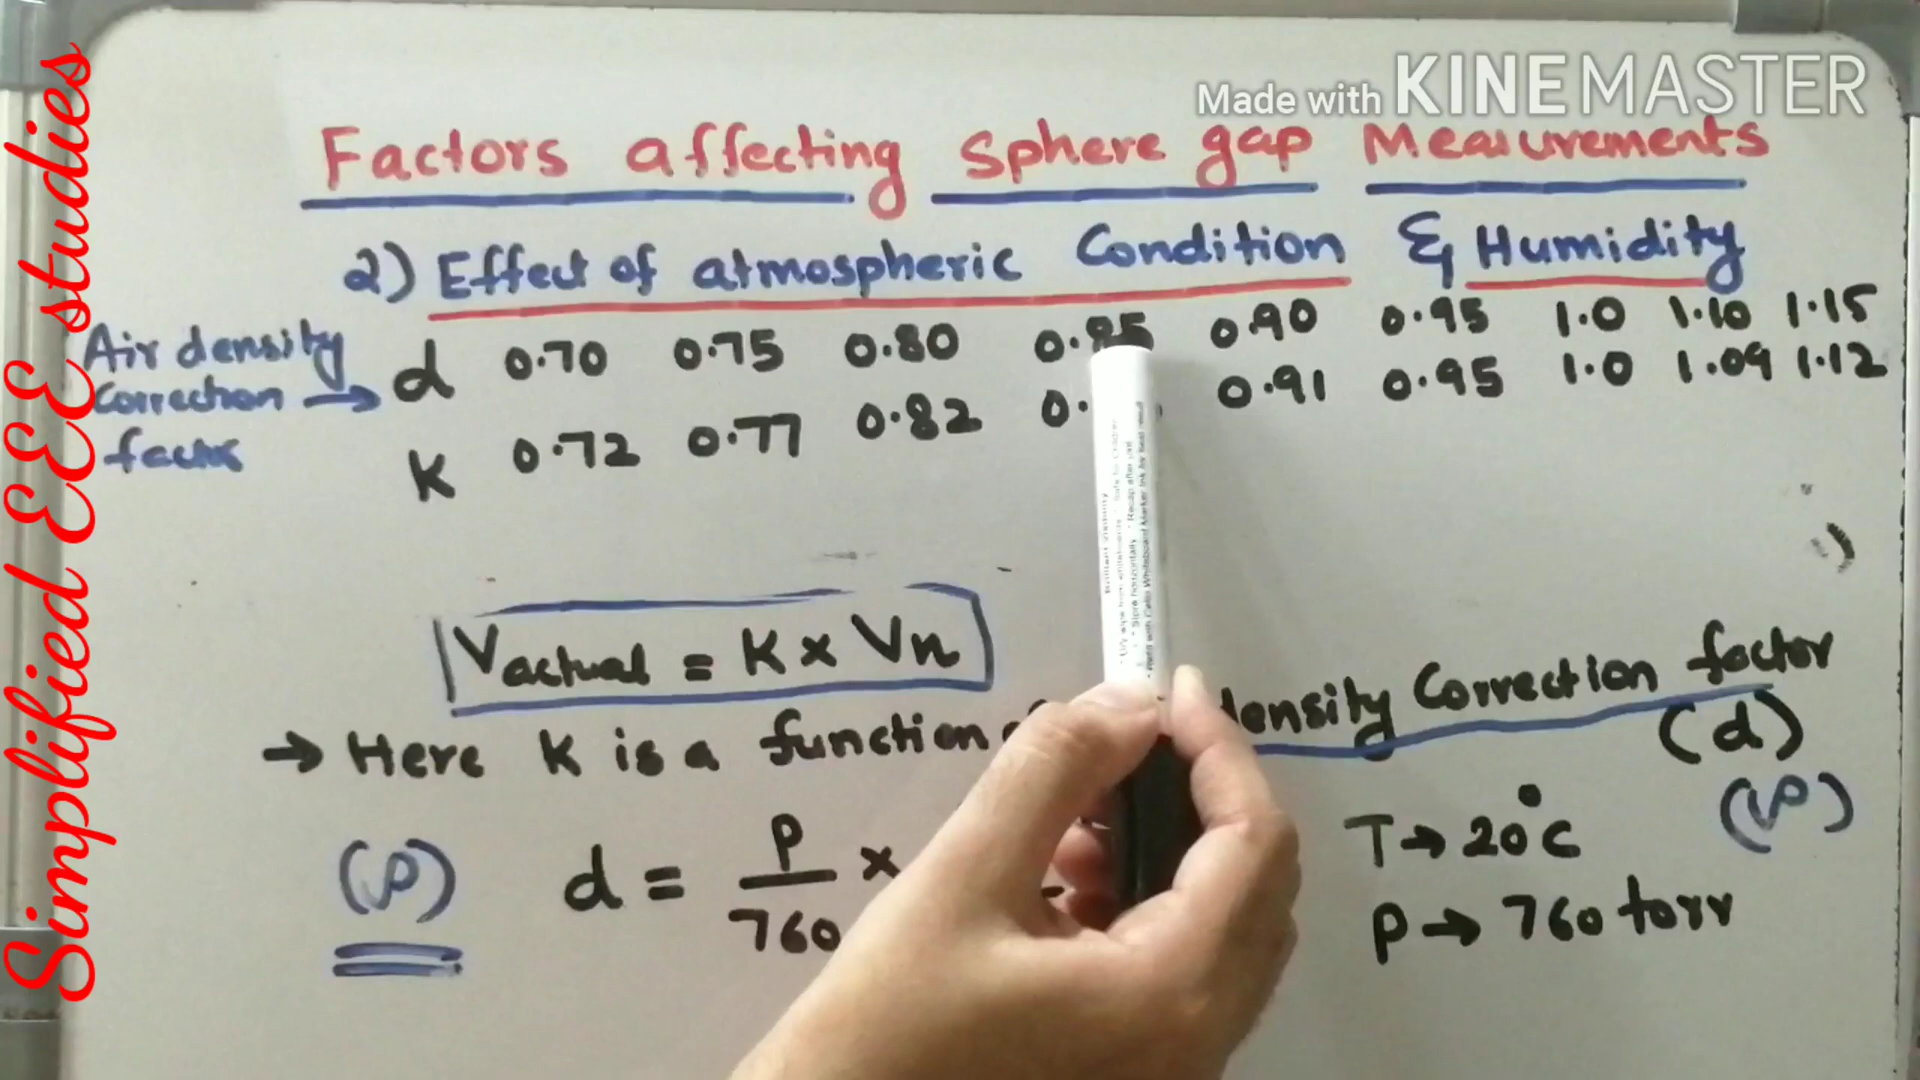 Made with KINEMASTER
Simplified EEE studies
Factors affecting Sphere gap Measurements
2) Effect of atmospheric Condition & Humidity
Air density correction factor →
d 0.70 0.75 0.80 0.85 0.90 0.95 1.0 1.10 1.15
K 0.72 0.77 0.82 0. 0.91 0.95 1.0 1.09 1.12
Vactual = K x Vn
→ Here K is a function density Correction factor
(d)
(ρ)
(ρ) d = P/760 x
T → 20°C
P → 760 torr